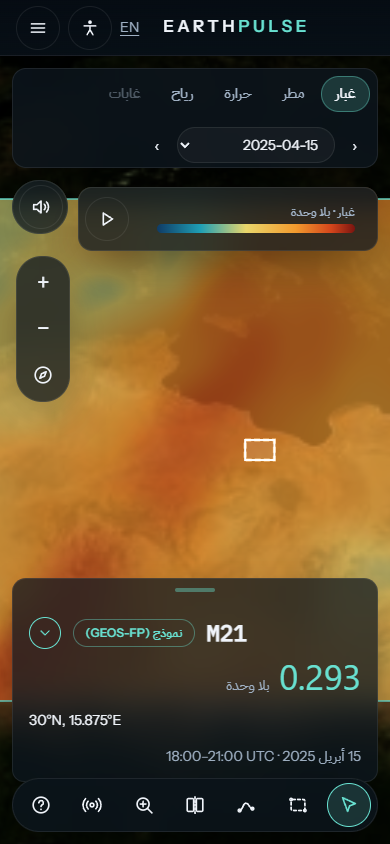 EN EARTHPULSE
غبار مطر حرارة رياح غابات
‹ 2025-04-15 ›
غبار · بلا وحدة
M21 نموذج (GEOS-FP)
0.293 بلا وحدة
30°N, 15.875°E
15 أبريل 2025 · 18:00–21:00 UTC